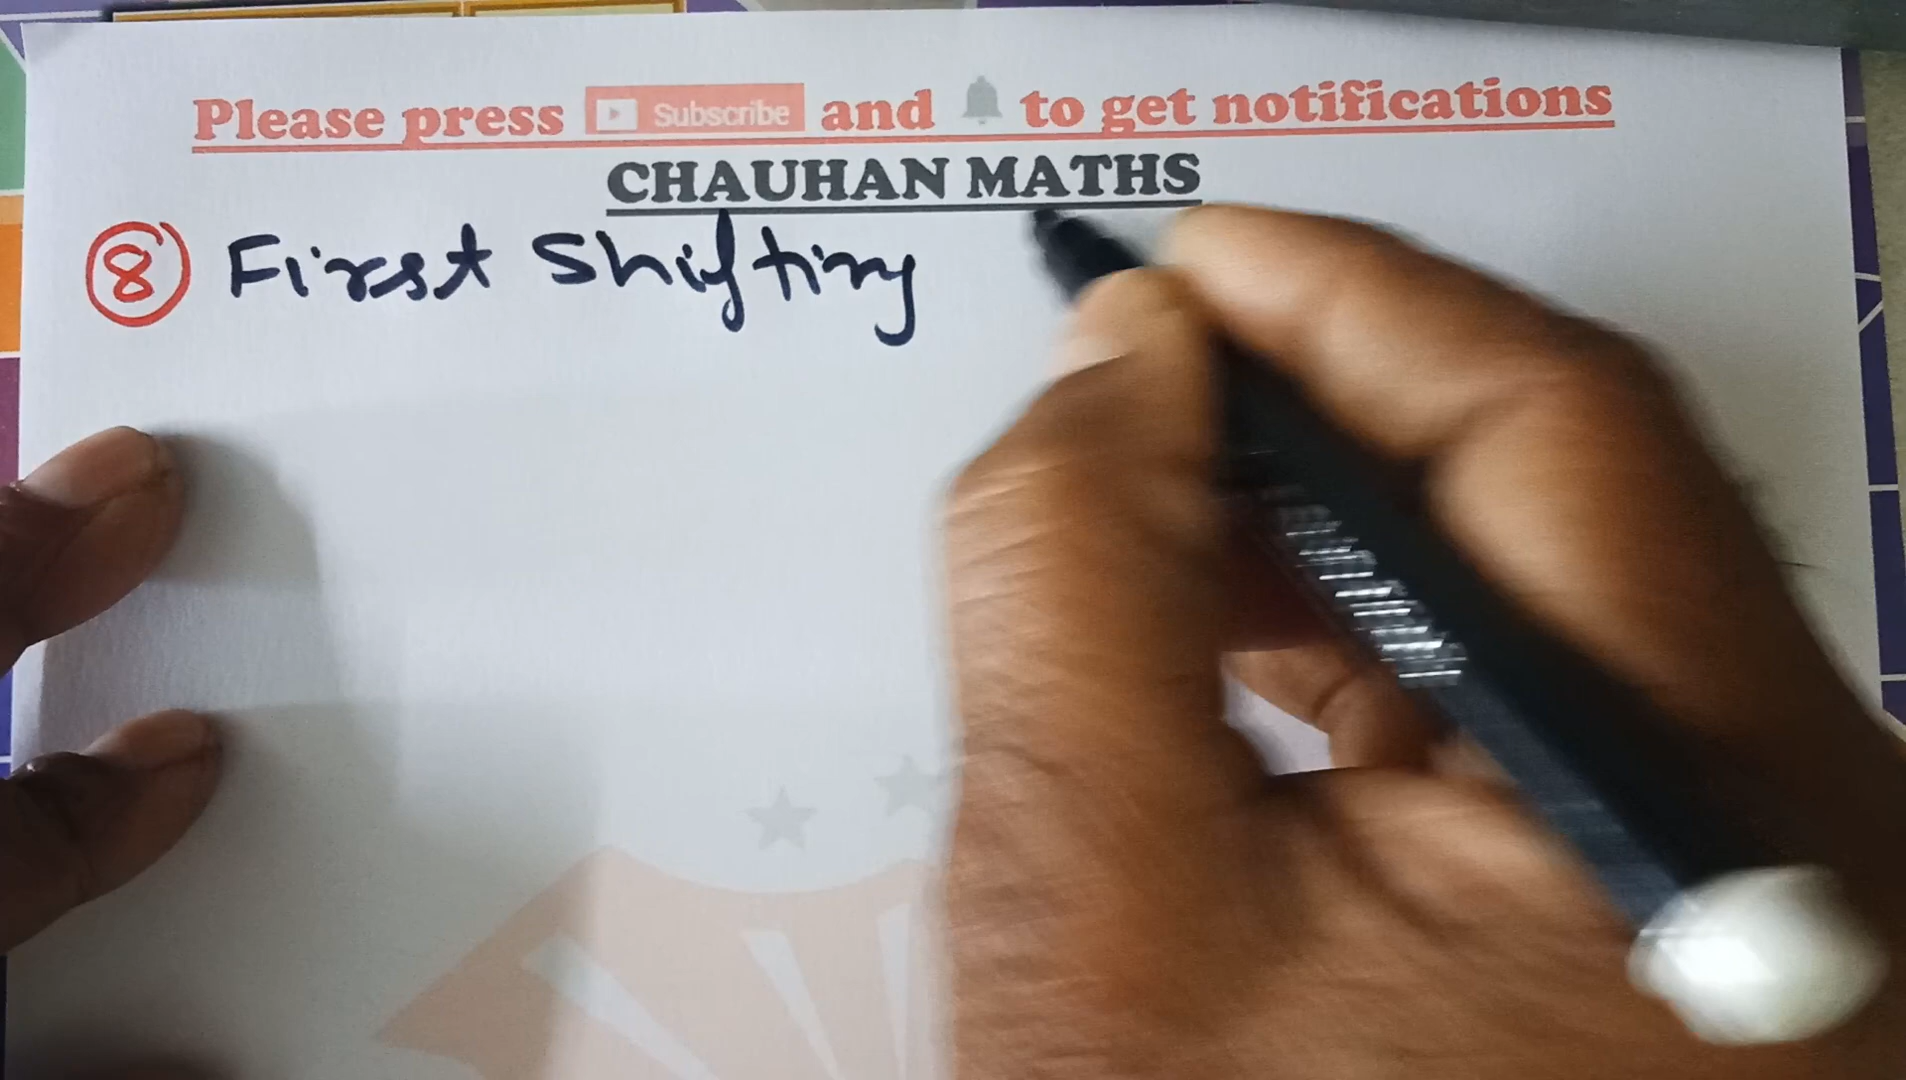 Please press Subscribe and to get notifications
CHAUHAN MATHS
8 First Shifting